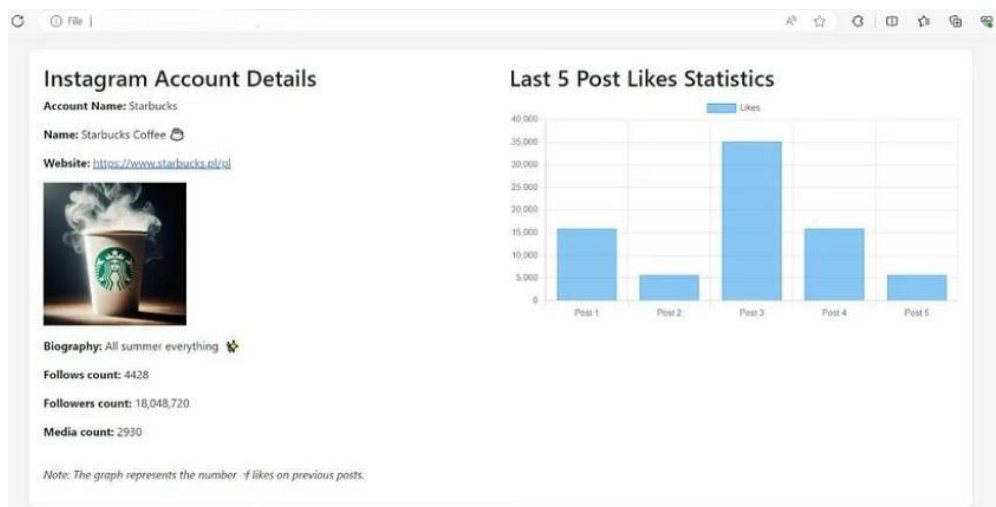 File
Instagram Account Details
Account Name: Starbucks
Name: Starbucks Coffee
Website: https://www.starbucks.pl/pl
Biography: All summer everything ✨
Follows count: 4428
Followers count: 18,048,720
Media count: 2930
Note: The graph represents the number of likes on previous posts.
Last 5 Post Likes Statistics
Likes
40,000
35,000
30,000
25,000
20,000
15,000
10,000
5,000
0
Post 1 Post 2 Post 3 Post 4 Post 5